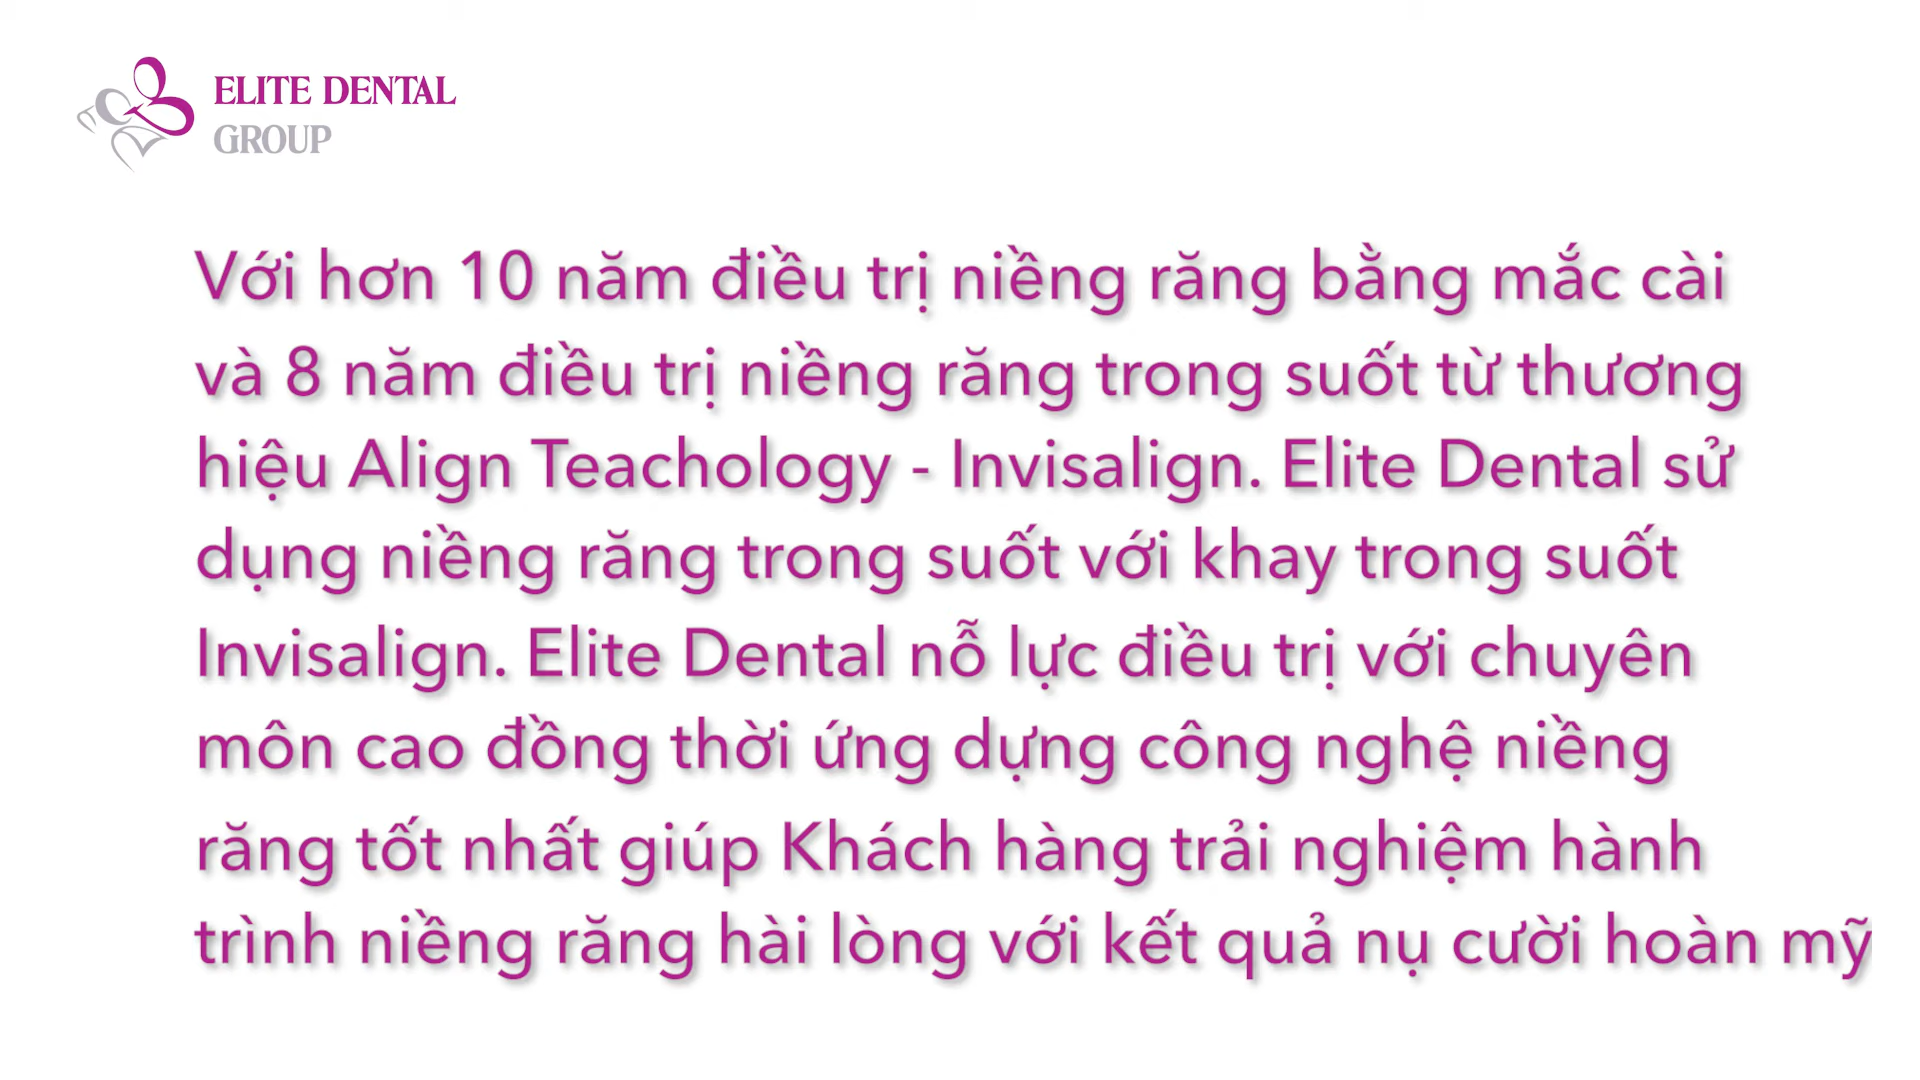 ELITE DENTAL
GROUP
Với hơn 10 năm điều trị niềng răng bằng mắc cài
và 8 năm điều trị niềng răng trong suốt từ thương
hiệu Align Teachology - Invisalign. Elite Dental sử
dụng niềng răng trong suốt với khay trong suốt
Invisalign. Elite Dental nỗ lực điều trị với chuyên
môn cao đồng thời ứng dựng công nghệ niềng
răng tốt nhất giúp Khách hàng trải nghiệm hành
trình niềng răng hài lòng với kết quả nụ cười hoàn mỹ